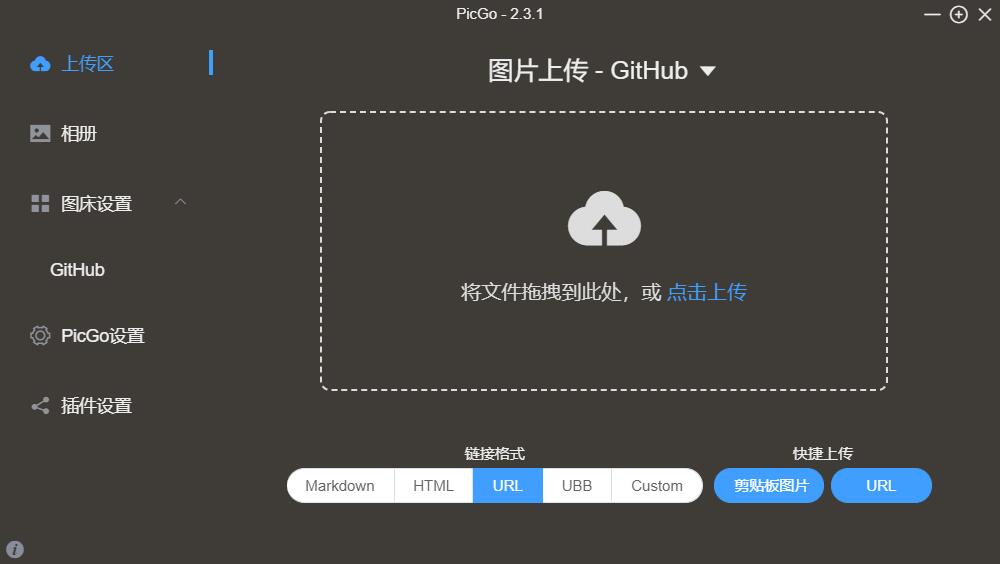 PicGo - 2.3.1
上传区
相册
图床设置
GitHub
PicGo设置
插件设置
图片上传 - GitHub
将文件拖拽到此处，或 点击上传
链接格式
Markdown HTML URL UBB Custom
快捷上传
剪贴板图片 URL